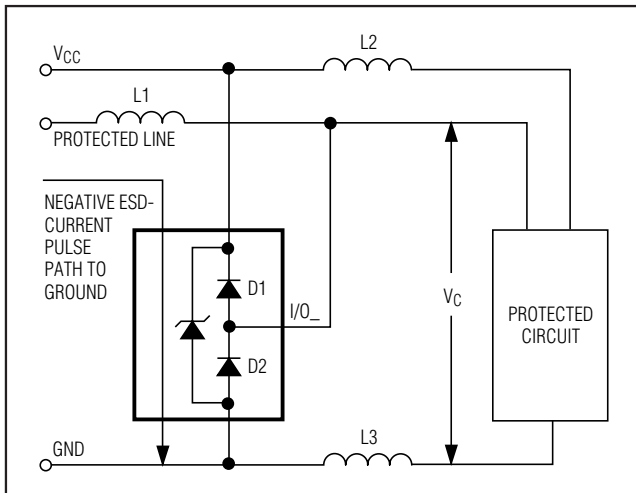 L2
VCC
L1
PROTECTED LINE
NEGATIVE ESD-
CURRENT
PULSE
PATH TO
GROUND
D1
I/O_
D2
VC
PROTECTED
CIRCUIT
GND
L3